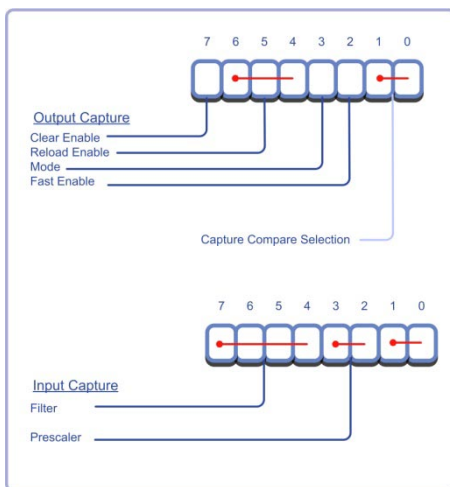 7 6 5 4 3 2 1 0
Output Capture
Clear Enable
Reload Enable
Mode
Fast Enable
Capture Compare Selection
7 6 5 4 3 2 1 0
Input Capture
Filter
Prescaler